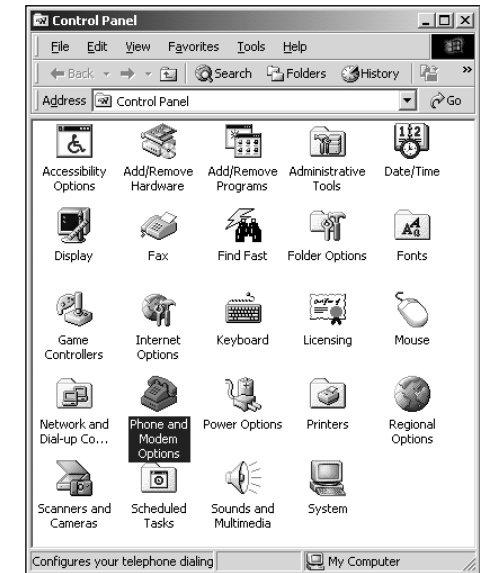 Control Panel
File Edit View Favorites Tools Help
Back Search Folders History »
Address Control Panel Go
Accessibility Options
Add/Remove Hardware
Add/Remove Programs
Administrative Tools
Date/Time
Display
Fax
Find Fast
Folder Options
Fonts
Game Controllers
Internet Options
Keyboard
Licensing
Mouse
Network and Dial-up Co...
Phone and Modem Options
Power Options
Printers
Regional Options
Scanners and Cameras
Scheduled Tasks
Sounds and Multimedia
System
Configures your telephone dialing
My Computer